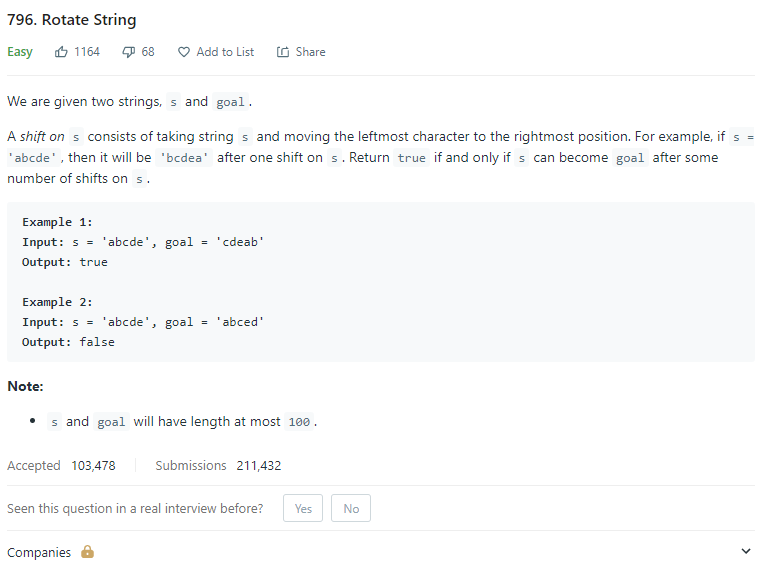 796. Rotate String
Easy 1164 68 Add to List Share
We are given two strings, s and goal.
A shift on s consists of taking string s and moving the leftmost character to the rightmost position. For example, if s =
'abcde', then it will be 'bcdea' after one shift on s. Return true if and only if s can become goal after some
number of shifts on s.
Example 1:
Input: s = 'abcde', goal = 'cdeab'
Output: true
Example 2:
Input: s = 'abcde', goal = 'abced'
Output: false
Note:
• s and goal will have length at most 100.
Accepted 103,478 Submissions 211,432
Seen this question in a real interview before? Yes No
Companies